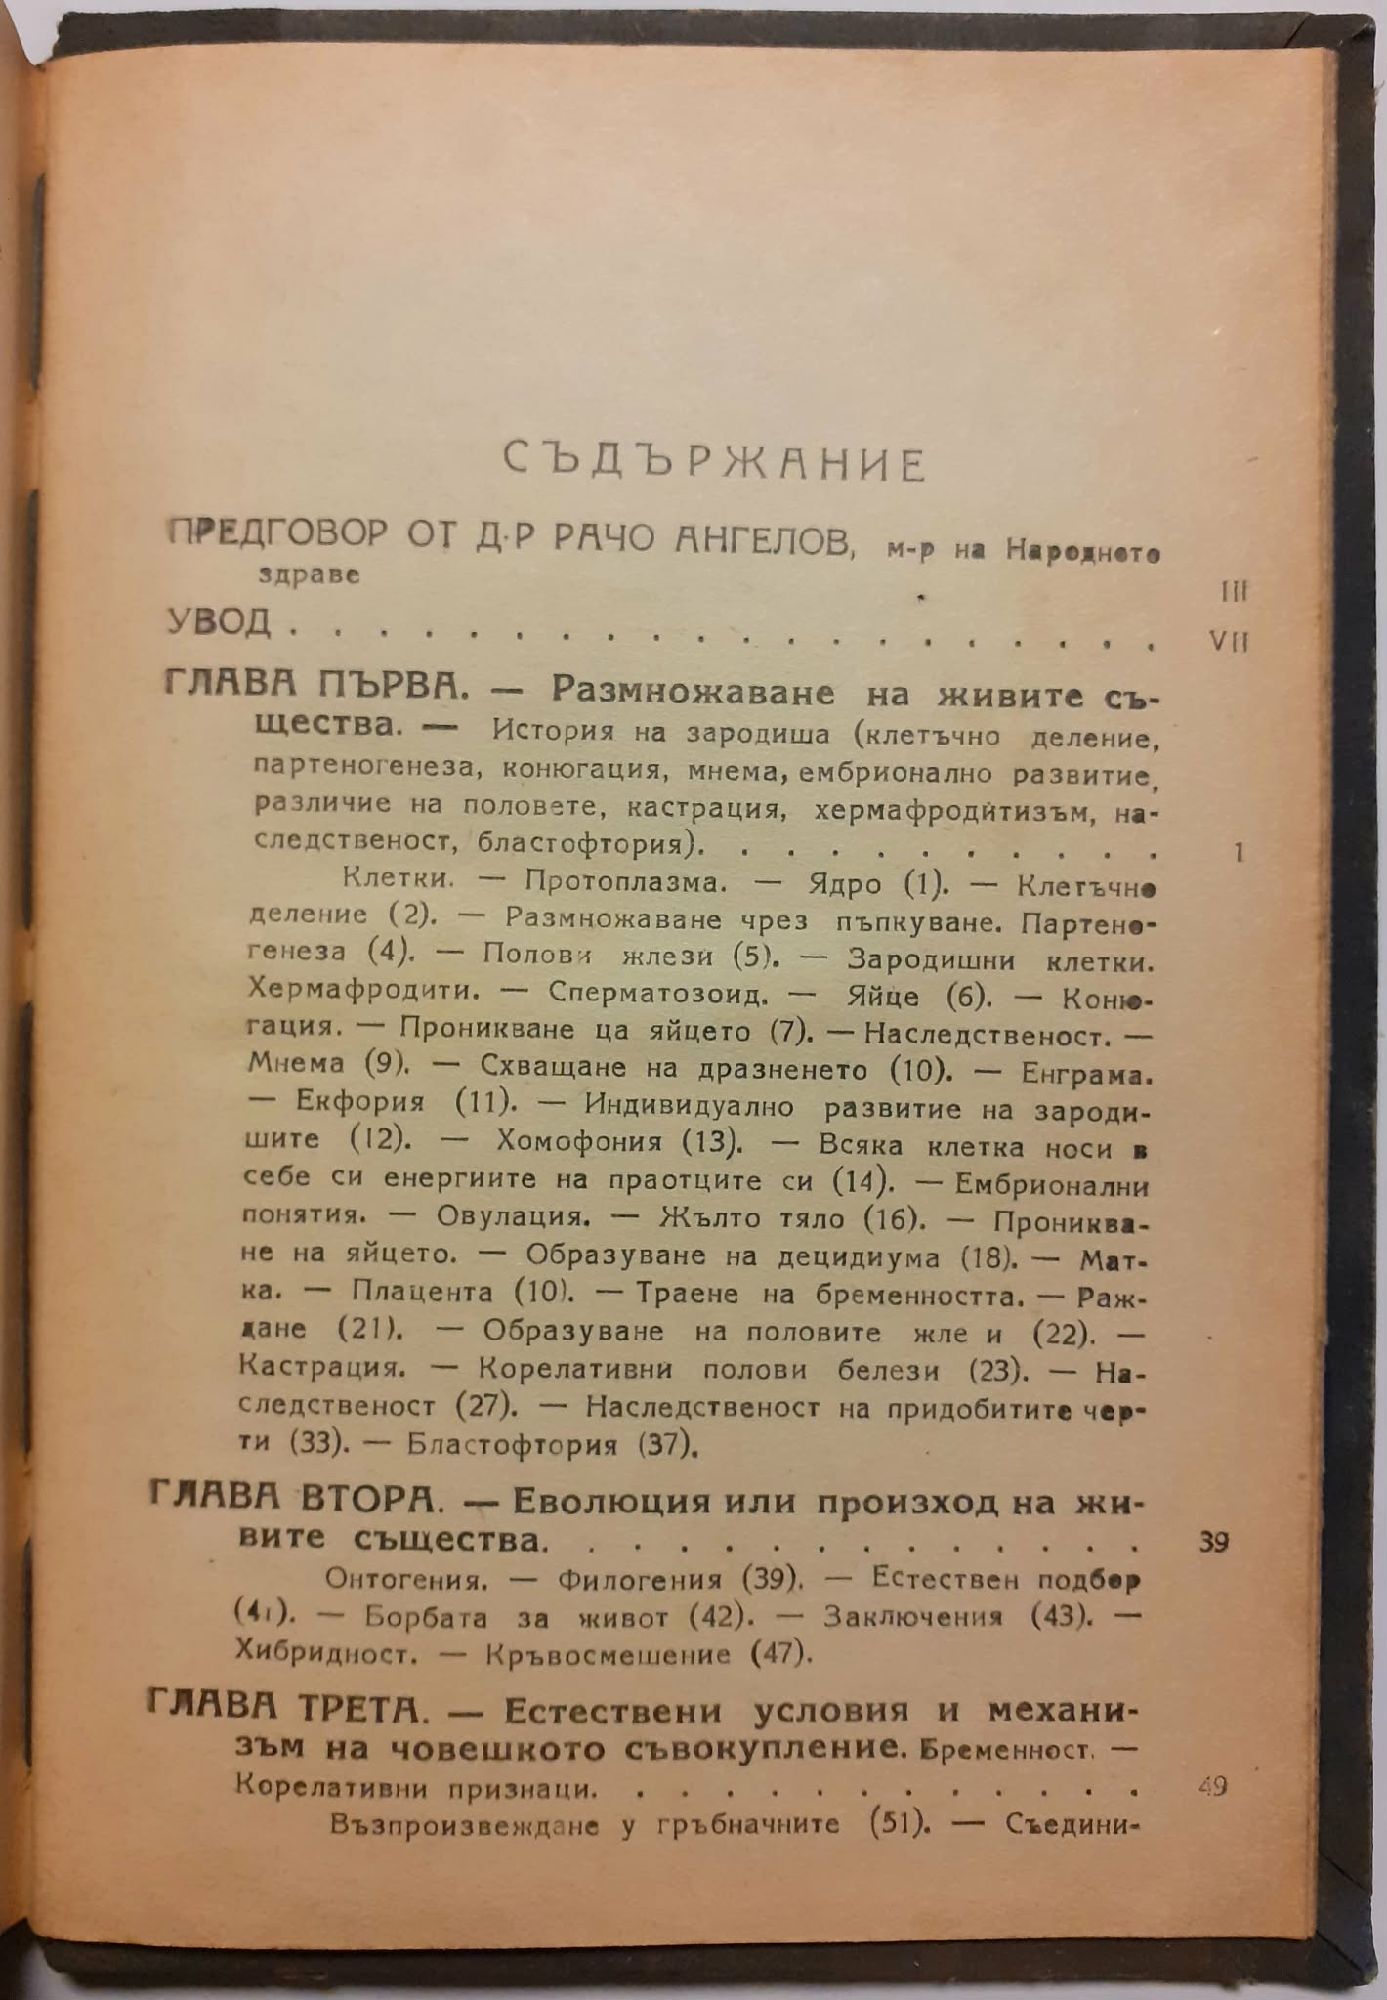 СЪДЪРЖАНИЕ
ПРЕДГОВОР ОТ Д-Р РАЧО АНГЕЛОВ, м-р на Народнето
здраве III
УВОД . . . . . . . . . . . . . . . . . . . . VII
ГЛАВА ПЪРВА. — Размножаване на живите съ-
щества. — История на зародиша (клетъчно деление,
партеногенеза, конюгация, мнема, ембрионално развитие,
различие на половете, кастрация, хермафродитизъм, на-
следственост, бластофтория). . . . . . . . . . . 1
Клетки. — Протоплазма. — Ядро (1). — Клетъчно
деление (2). — Размножаване чрез пъпкуване. Партено-
генеза (4). — Полови жлези (5). — Зародишни клетки.
Хермафродити. — Сперматозоид. — Яйце (6). — Коню-
гация. — Проникване ца яйцето (7). — Наследственост. —
Мнема (9). — Схващане на дразненето (10). — Енграма.
— Екфория (11). — Индивидуално развитие на зароди-
шите (12). — Хомофония (13). — Всяка клетка носи в
себе си енергиите на праотците си (14). — Ембрионални
понятия. — Овулация. — Жълто тяло (16). — Прониква-
не на яйцето. — Образуване на децидиума (18). — Мат-
ка. — Плацента (10). — Траене на бременността. — Раж-
дане (21). — Образуване на половите жле и (22). —
Кастрация. — Корелативни полови белези (23). — На-
следственост (27). — Наследственост на придобитите чер-
ти (33). — Бластофтория (37).
ГЛАВА ВТОРА. — Еволюция или произход на жи-
вите същества. . . . . . . . . . . . . . 39
Онтогения. — Филогения (39). — Естествен подбор
(41). — Борбата за живот (42). — Заключения (43). —
Хибридност. — Кръвосмешение (47).
ГЛАВА ТРЕТА. — Естествени условия и механи-
зъм на човешкото съвокупление. Бременност. —
Корелативни признаци. . . . . . . . . . . . . 49
Възпроизвеждане у гръбначните (51). — Съедини-